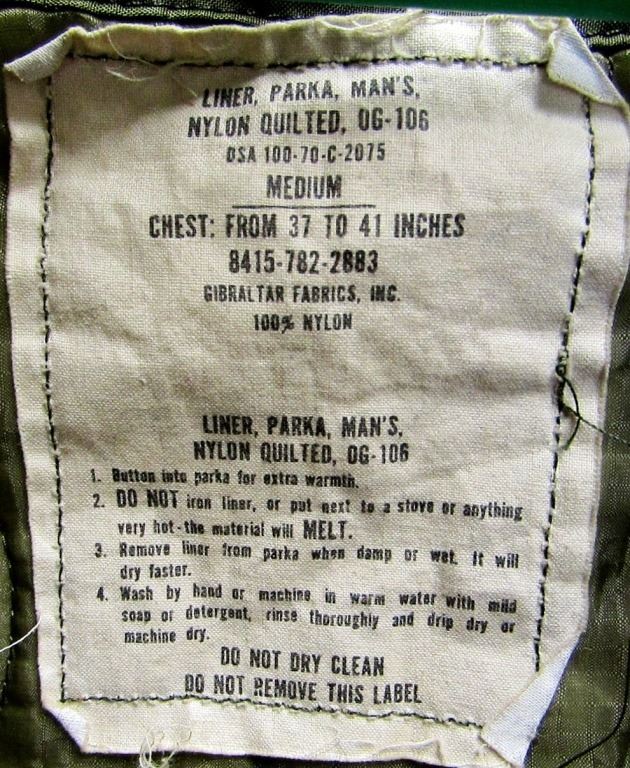 LINER, PARKA, MAN'S,
NYLON QUILTED, OG-106
DSA 100-70-C-2075
MEDIUM
CHEST: FROM 37 TO 41 INCHES
8415-782-2883
GIBRALTAR FABRICS, INC.
100% NYLON
LINER, PARKA, MAN'S,
NYLON QUILTED, OG-106
1. Button into parka for extra warmth.
2. DO NOT iron liner, or put next to a stove or anything
very hot-the material will MELT.
3. Remove liner from parka when damp or wet. It will
dry faster.
4. Wash by hand or machine in warm water with mild
soap or detergent, rinse thoroughly and drip dry or
machine dry.
DO NOT DRY CLEAN
DO NOT REMOVE THIS LABEL